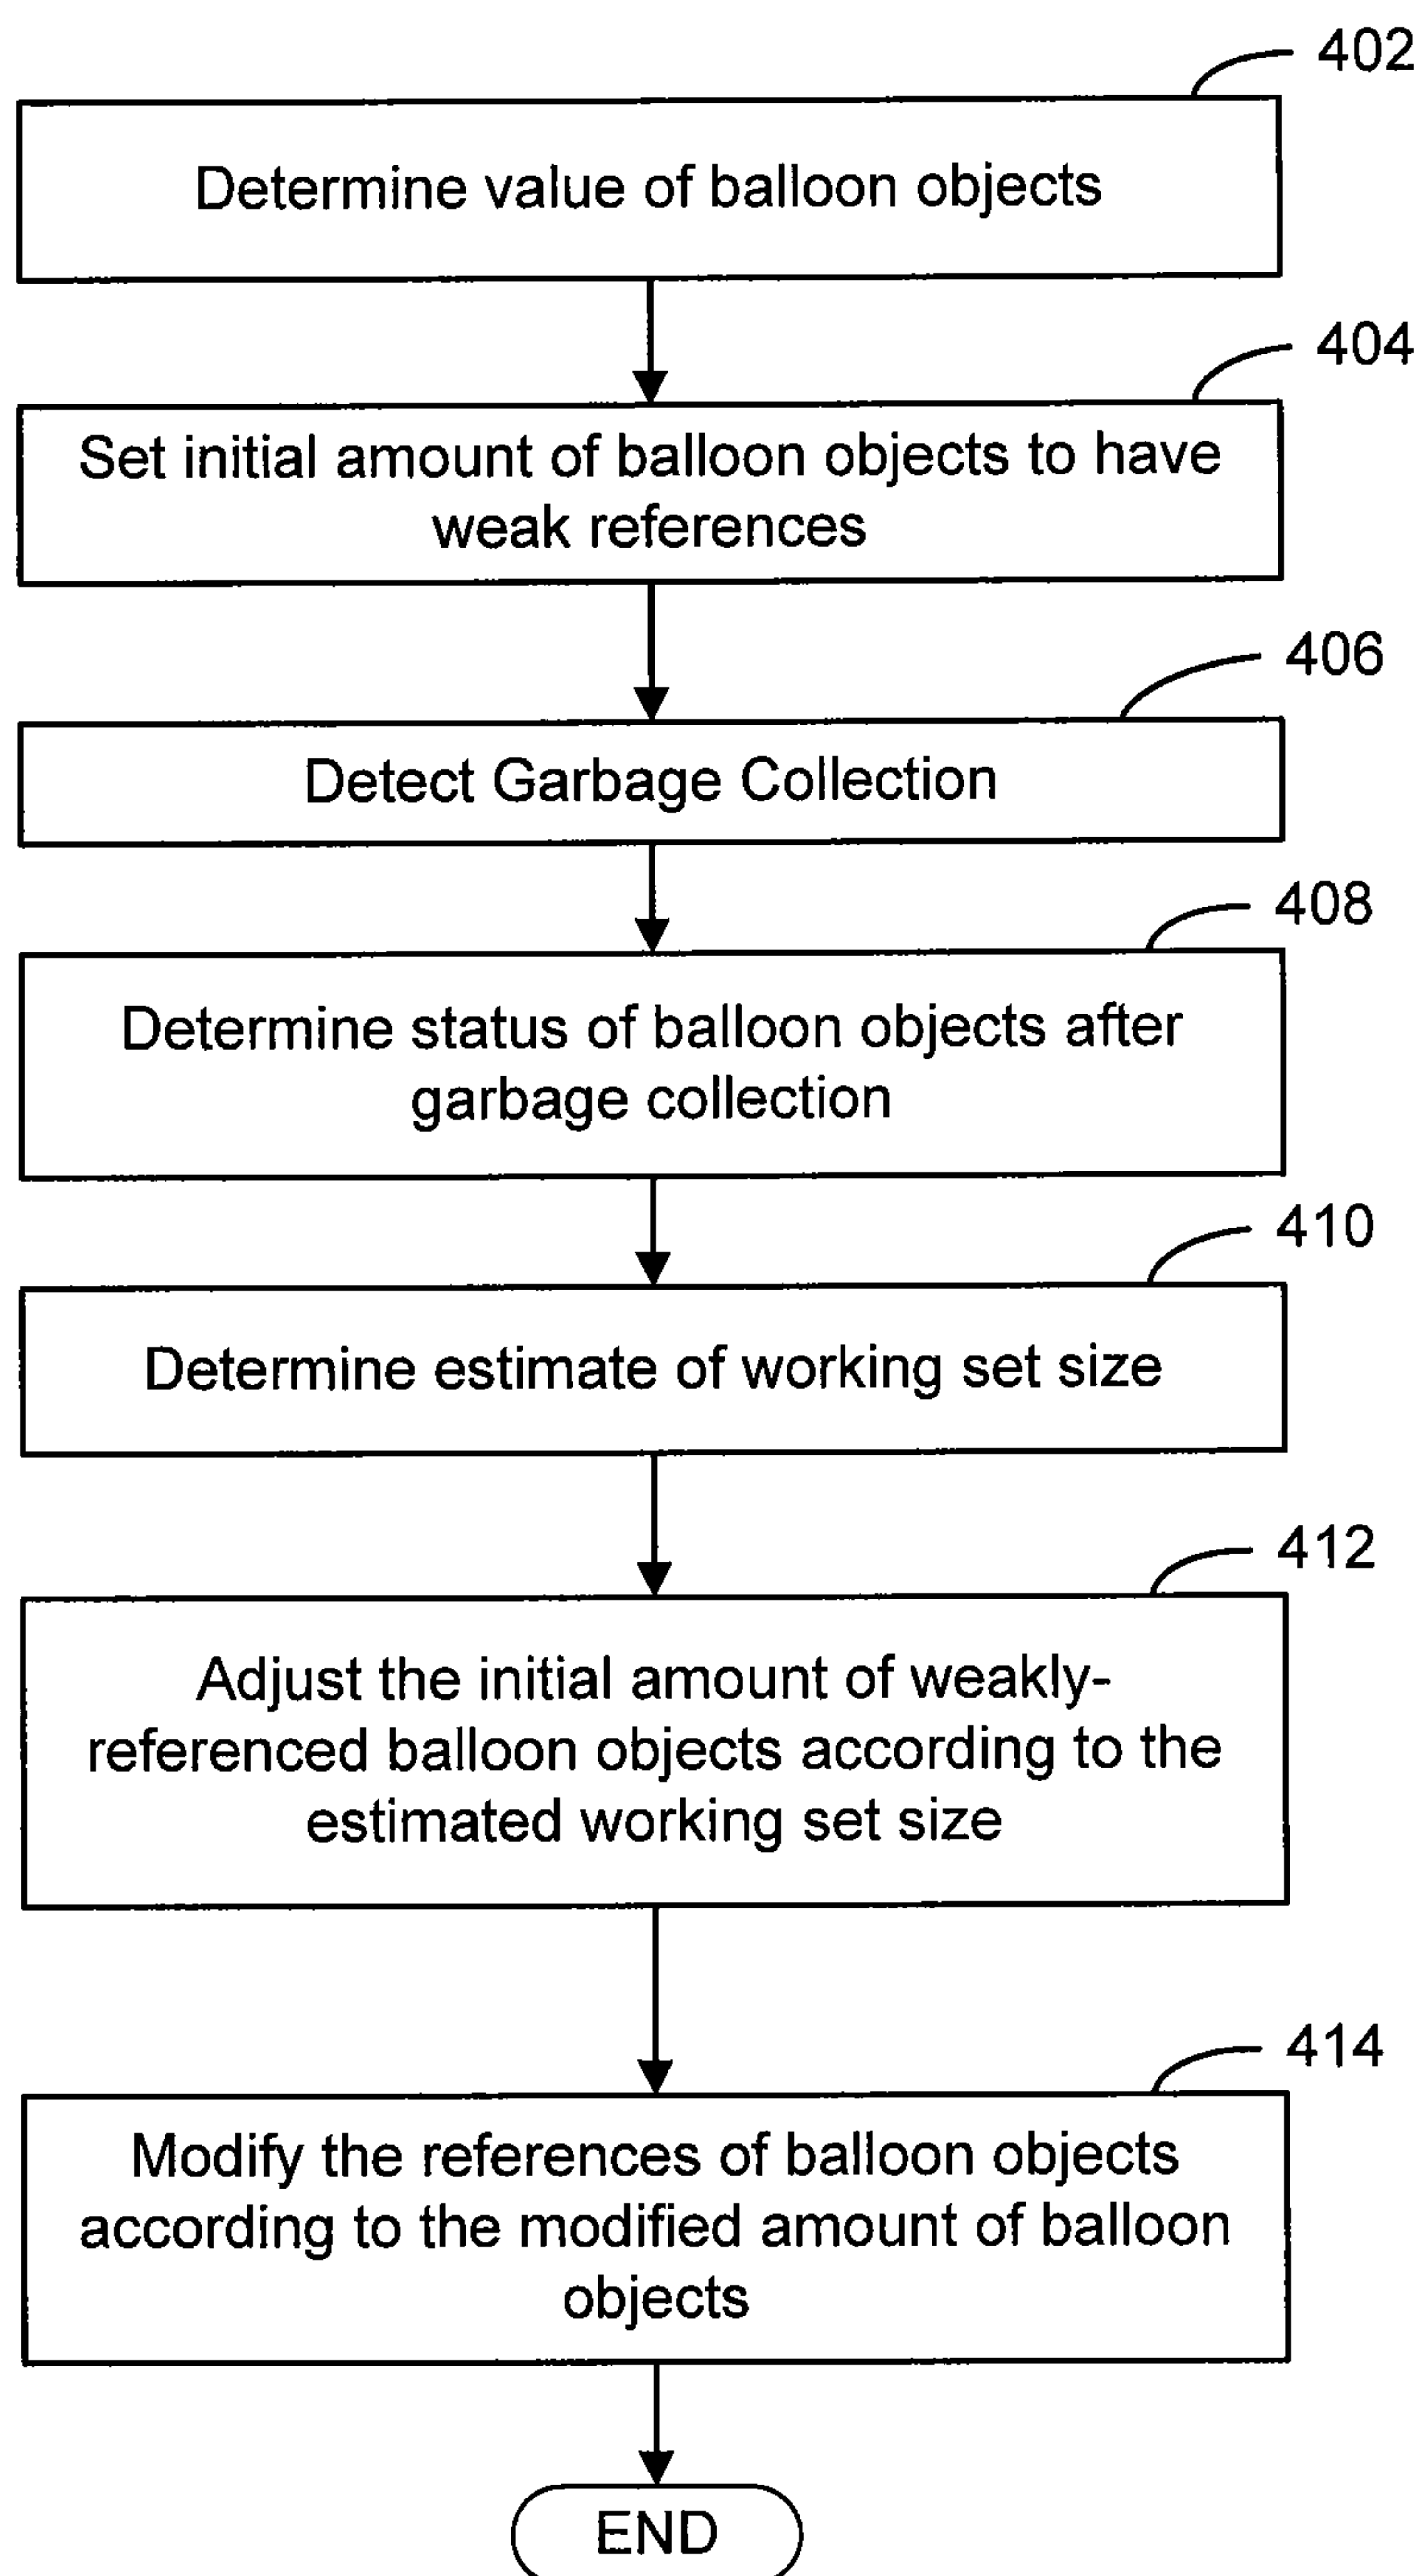 402
Determine value of balloon objects
404
Set initial amount of balloon objects to have
weak references
406
Detect Garbage Collection
408
Determine status of balloon objects after
garbage collection
410
Determine estimate of working set size
412
Adjust the initial amount of weakly-
referenced balloon objects according to the
estimated working set size
414
Modify the references of balloon objects
according to the modified amount of balloon
objects
END